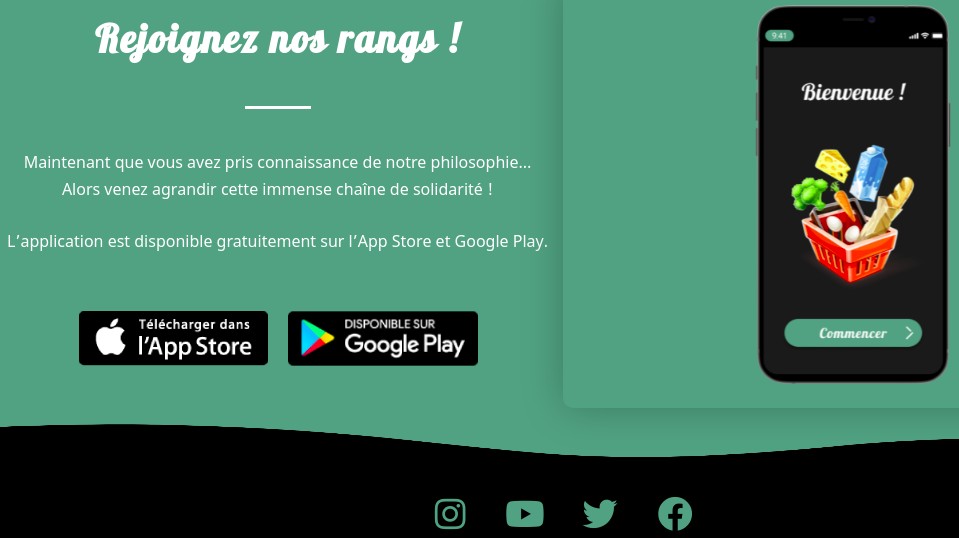 Rejoignez nos rangs !
Maintenant que vous avez pris connaissance de notre philosophie...
Alors venez agrandir cette immense chaîne de solidarité !
L’application est disponible gratuitement sur l’App Store et Google Play.
Télécharger dans
l'App Store
DISPONIBLE SUR
Google Play
9:41
Bienvenue !
Commencer